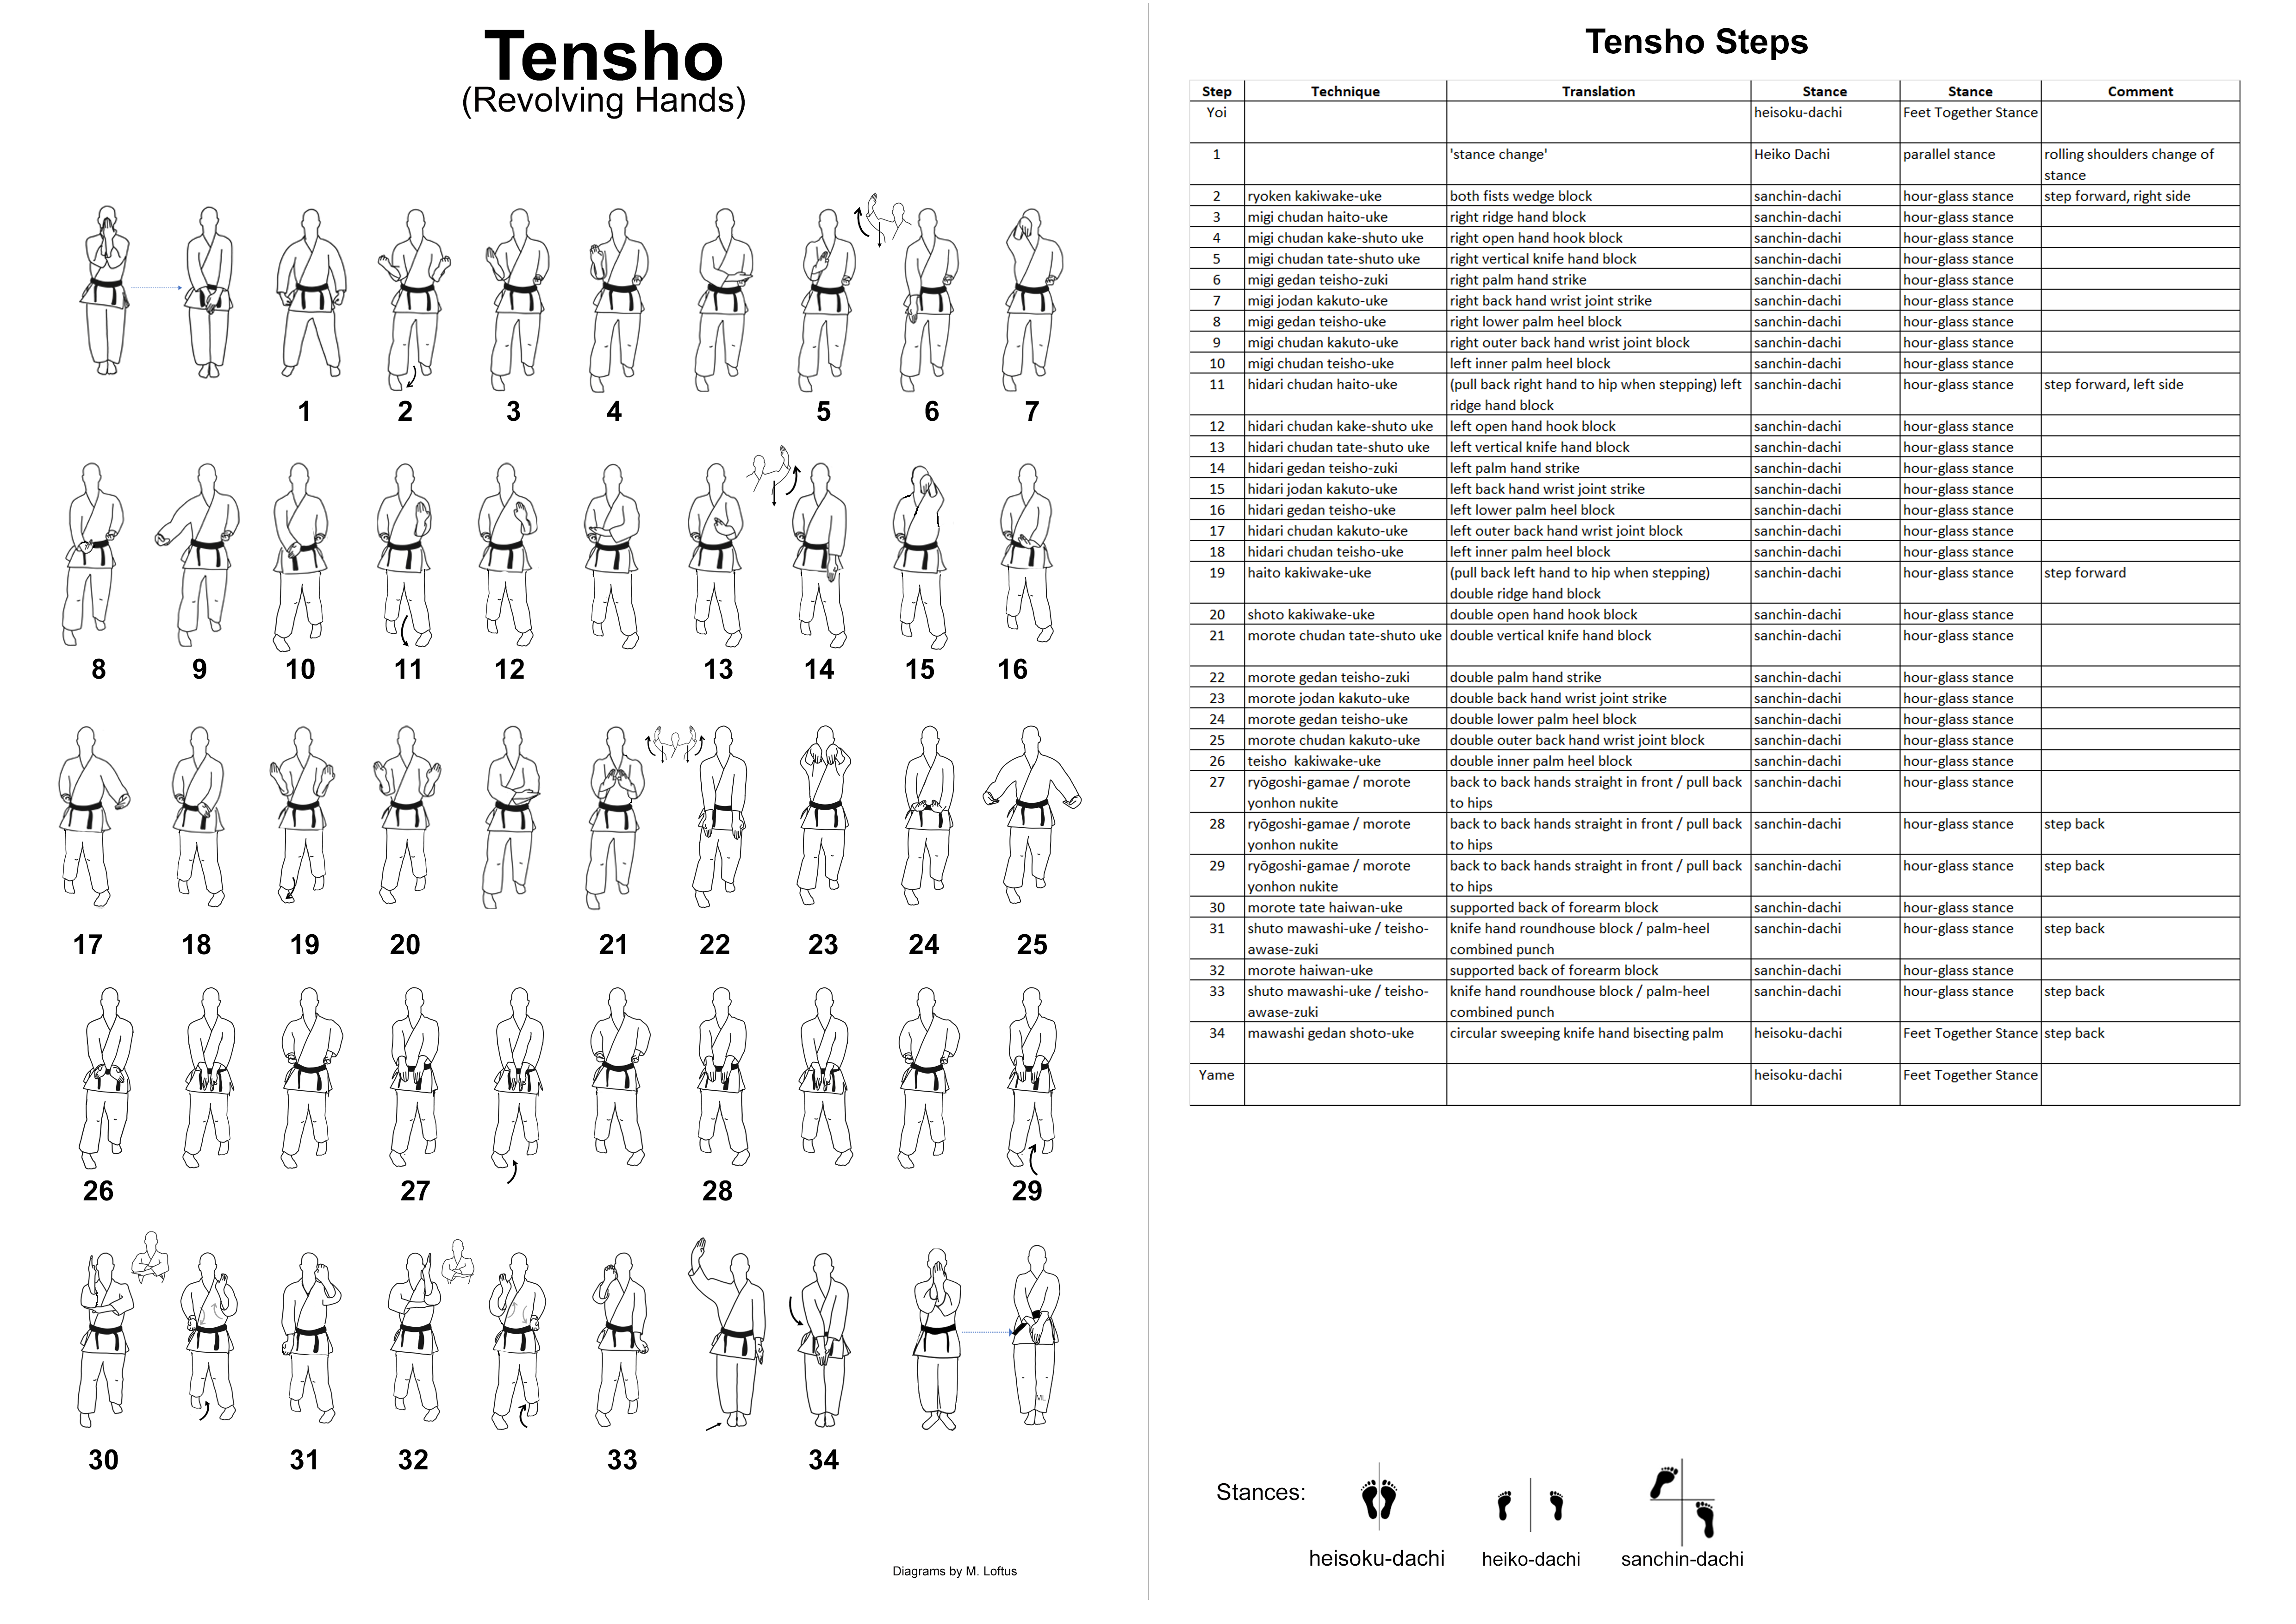 Tensho
(Revolving Hands)
1 2 3 4 5 6 7
8 9 10 11 12 13 14 15 16
17 18 19 20 21 22 23 24 25
26 27 28 29
ML
30 31 32 33 34
Diagrams by M. Loftus
Tensho Steps
Step Technique Translation Stance Stance Comment
Yoi heisoku-dachi Feet Together Stance
1 'stance change' Heiko Dachi parallel stance rolling shoulders change of
stance
2 ryoken kakiwake-uke both fists wedge block sanchin-dachi hour-glass stance step forward, right side
3 migi chudan haito-uke right ridge hand block sanchin-dachi hour-glass stance
4 migi chudan kake-shuto uke right open hand hook block sanchin-dachi hour-glass stance
5 migi chudan tate-shuto uke right vertical knife hand block sanchin-dachi hour-glass stance
6 migi gedan teisho-zuki right palm hand strike sanchin-dachi hour-glass stance
7 migi jodan kakuto-uke right back hand wrist joint strike sanchin-dachi hour-glass stance
8 migi gedan teisho-uke right lower palm heel block sanchin-dachi hour-glass stance
9 migi chudan kakuto-uke right outer back hand wrist joint block sanchin-dachi hour-glass stance
10 migi chudan teisho-uke left inner palm heel block sanchin-dachi hour-glass stance
11 hidari chudan haito-uke (pull back right hand to hip when stepping) left sanchin-dachi hour-glass stance step forward, left side
ridge hand block
12 hidari chudan kake-shuto uke left open hand hook block sanchin-dachi hour-glass stance
13 hidari chudan tate-shuto uke left vertical knife hand block sanchin-dachi hour-glass stance
14 hidari gedan teisho-zuki left palm hand strike sanchin-dachi hour-glass stance
15 hidari jodan kakuto-uke left back hand wrist joint strike sanchin-dachi hour-glass stance
16 hidari gedan teisho-uke left lower palm heel block sanchin-dachi hour-glass stance
17 hidari chudan kakuto-uke left outer back hand wrist joint block sanchin-dachi hour-glass stance
18 hidari chudan teisho-uke left inner palm heel block sanchin-dachi hour-glass stance
19 haito kakiwake-uke (pull back left hand to hip when stepping) sanchin-dachi hour-glass stance step forward
double ridge hand block
20 shoto kakiwake-uke double open hand hook block sanchin-dachi hour-glass stance
21 morote chudan tate-shuto uke double vertical knife hand block sanchin-dachi hour-glass stance
22 morote gedan teisho-zuki double palm hand strike sanchin-dachi hour-glass stance
23 morote jodan kakuto-uke double back hand wrist joint strike sanchin-dachi hour-glass stance
24 morote gedan teisho-uke double lower palm heel block sanchin-dachi hour-glass stance
25 morote chudan kakuto-uke double outer back hand wrist joint block sanchin-dachi hour-glass stance
26 teisho kakiwake-uke double inner palm heel block sanchin-dachi hour-glass stance
27 ryōgoshi-gamae / morote back to back hands straight in front / pull back sanchin-dachi hour-glass stance
yonhon nukite to hips
28 ryōgoshi-gamae / morote back to back hands straight in front / pull back sanchin-dachi hour-glass stance step back
yonhon nukite to hips
29 ryōgoshi-gamae / morote back to back hands straight in front / pull back sanchin-dachi hour-glass stance step back
yonhon nukite to hips
30 morote tate haiwan-uke supported back of forearm block sanchin-dachi hour-glass stance
31 shuto mawashi-uke / teisho- knife hand roundhouse block / palm-heel sanchin-dachi hour-glass stance step back
awase-zuki combined punch
32 morote haiwan-uke supported back of forearm block sanchin-dachi hour-glass stance
33 shuto mawashi-uke / teisho- knife hand roundhouse block / palm-heel sanchin-dachi hour-glass stance step back
awase-zuki combined punch
34 mawashi gedan shoto-uke circular sweeping knife hand bisecting palm heisoku-dachi Feet Together Stance step back
Yame heisoku-dachi Feet Together Stance
Stances:
heisoku-dachi heiko-dachi sanchin-dachi